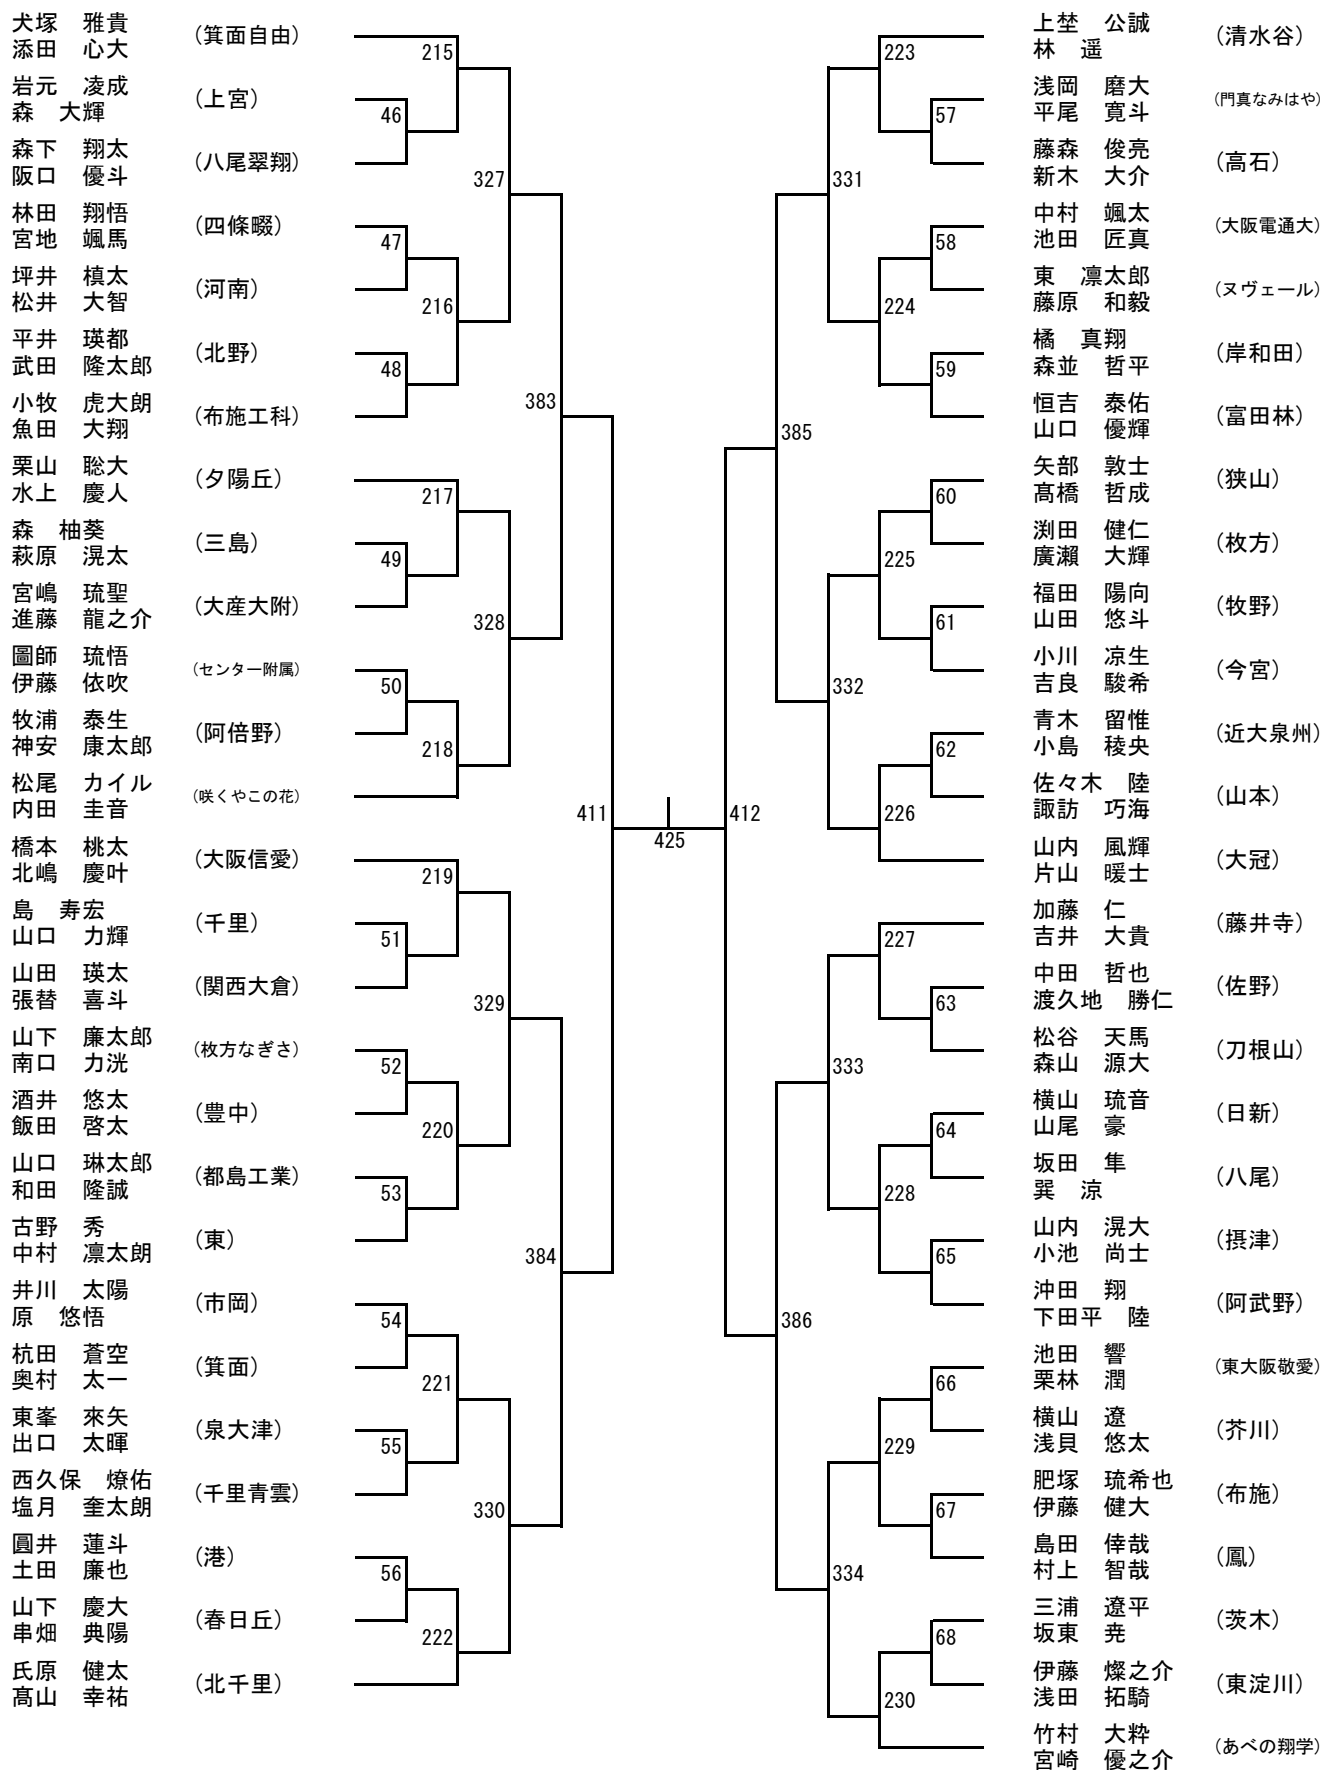 犬塚　雅貴
添田　心大
（箕面自由）
岩元　凌成
森　大輝
（上宮）
森下　翔太
阪口　優斗
（八尾翠翔）
林田　翔悟
宮地　颯馬
（四條畷）
坪井　槙太
松井　大智
（河南）
平井　瑛都
武田　隆太郎
（北野）
小牧　虎大朗
魚田　大翔
（布施工科）
栗山　聡大
水上　慶人
（夕陽丘）
森　柚葵
萩原　滉太
（三島）
宮嶋　琉聖
進藤　龍之介
（大産大附）
圖師　琉悟
伊藤　依吹
（センター附属）
牧浦　泰生
神安　康太郎
（阿倍野）
松尾　カイル
内田　圭音
（咲くやこの花）
橋本　桃太
北嶋　慶叶
（大阪信愛）
島　寿宏
山口　力輝
（千里）
山田　瑛太
張替　喜斗
（関西大倉）
山下　廉太郎
南口　力洸
（枚方なぎさ）
酒井　悠太
飯田　啓太
（豊中）
山口　琳太郎
和田　隆誠
（都島工業）
古野　秀
中村　凛太朗
（東）
井川　太陽
原　悠悟
（市岡）
杭田　蒼空
奥村　太一
（箕面）
東峯　來矢
出口　太暉
（泉大津）
西久保　燎佑
塩月　奎太朗
（千里青雲）
圓井　蓮斗
土田　廉也
（港）
山下　慶大
串畑　典陽
（春日丘）
氏原　健太
髙山　幸祐
（北千里）
215
46
327
47
216
48
383
217
49
328
50
218
411
219
51
329
52
220
53
384
54
221
55
330
56
222
425
412
223
57
331
58
224
59
385
60
225
61
332
62
226
227
63
333
64
228
65
386
66
229
67
334
68
230
上埜　公誠
林　遥
（清水谷）
浅岡　磨大
平尾　寛斗
（門真なみはや）
藤森　俊亮
新木　大介
（高石）
中村　颯太
池田　匠真
（大阪電通大）
東　凛太郎
藤原　和毅
（ヌヴェール）
橘　真翔
森並　哲平
（岸和田）
恒吉　泰佑
山口　優輝
（富田林）
矢部　敦士
髙橋　哲成
（狭山）
渕田　健仁
廣瀨　大輝
（枚方）
福田　陽向
山田　悠斗
（牧野）
小川　凉生
吉良　駿希
（今宮）
青木　留惟
小島　稜央
（近大泉州）
佐々木　陸
諏訪　巧海
（山本）
山内　風輝
片山　暖士
（大冠）
加藤　仁
吉井　大貴
（藤井寺）
中田　哲也
渡久地　勝仁
（佐野）
松谷　天馬
森山　源大
（刀根山）
横山　琉音
山尾　豪
（日新）
坂田　隼
巽　涼
（八尾）
山内　滉大
小池　尚士
（摂津）
沖田　翔
下田平　陸
（阿武野）
池田　響
栗林　潤
（東大阪敬愛）
横山　遼
浅貝　悠太
（芥川）
肥塚　琉希也
伊藤　健大
（布施）
島田　倖哉
村上　智哉
（鳳）
三浦　遼平
坂東　尭
（茨木）
伊藤　燦之介
浅田　拓騎
（東淀川）
竹村　大粋
宮崎　優之介
（あべの翔学）